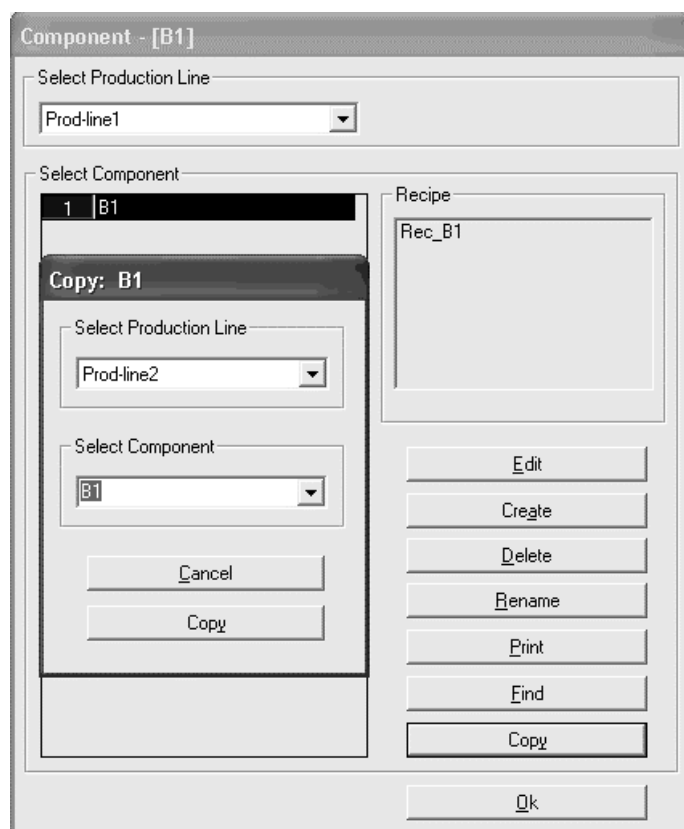 Component - [B1]
Select Production Line
Prod-line1
Select Component
1 B1
Recipe
Rec_B1
Copy: B1
Select Production Line
Prod-line2
Select Component
B1
Cancel
Copy
Edit
Create
Delete
Rename
Print
Find
Copy
Ok